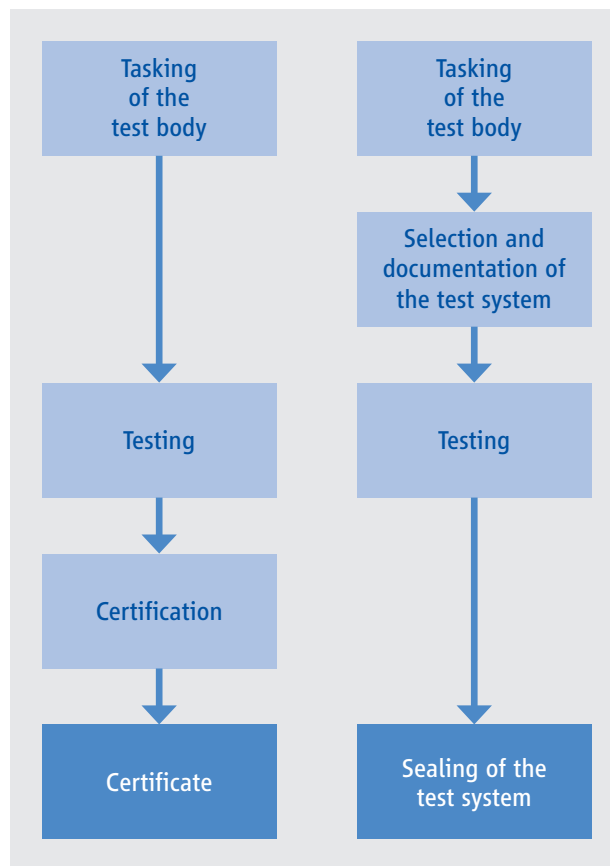 Tasking
of the
test body
Testing
Certification
Certificate
Tasking
of the
test body
Selection and
documentation of
the test system
Testing
Sealing of the
test system